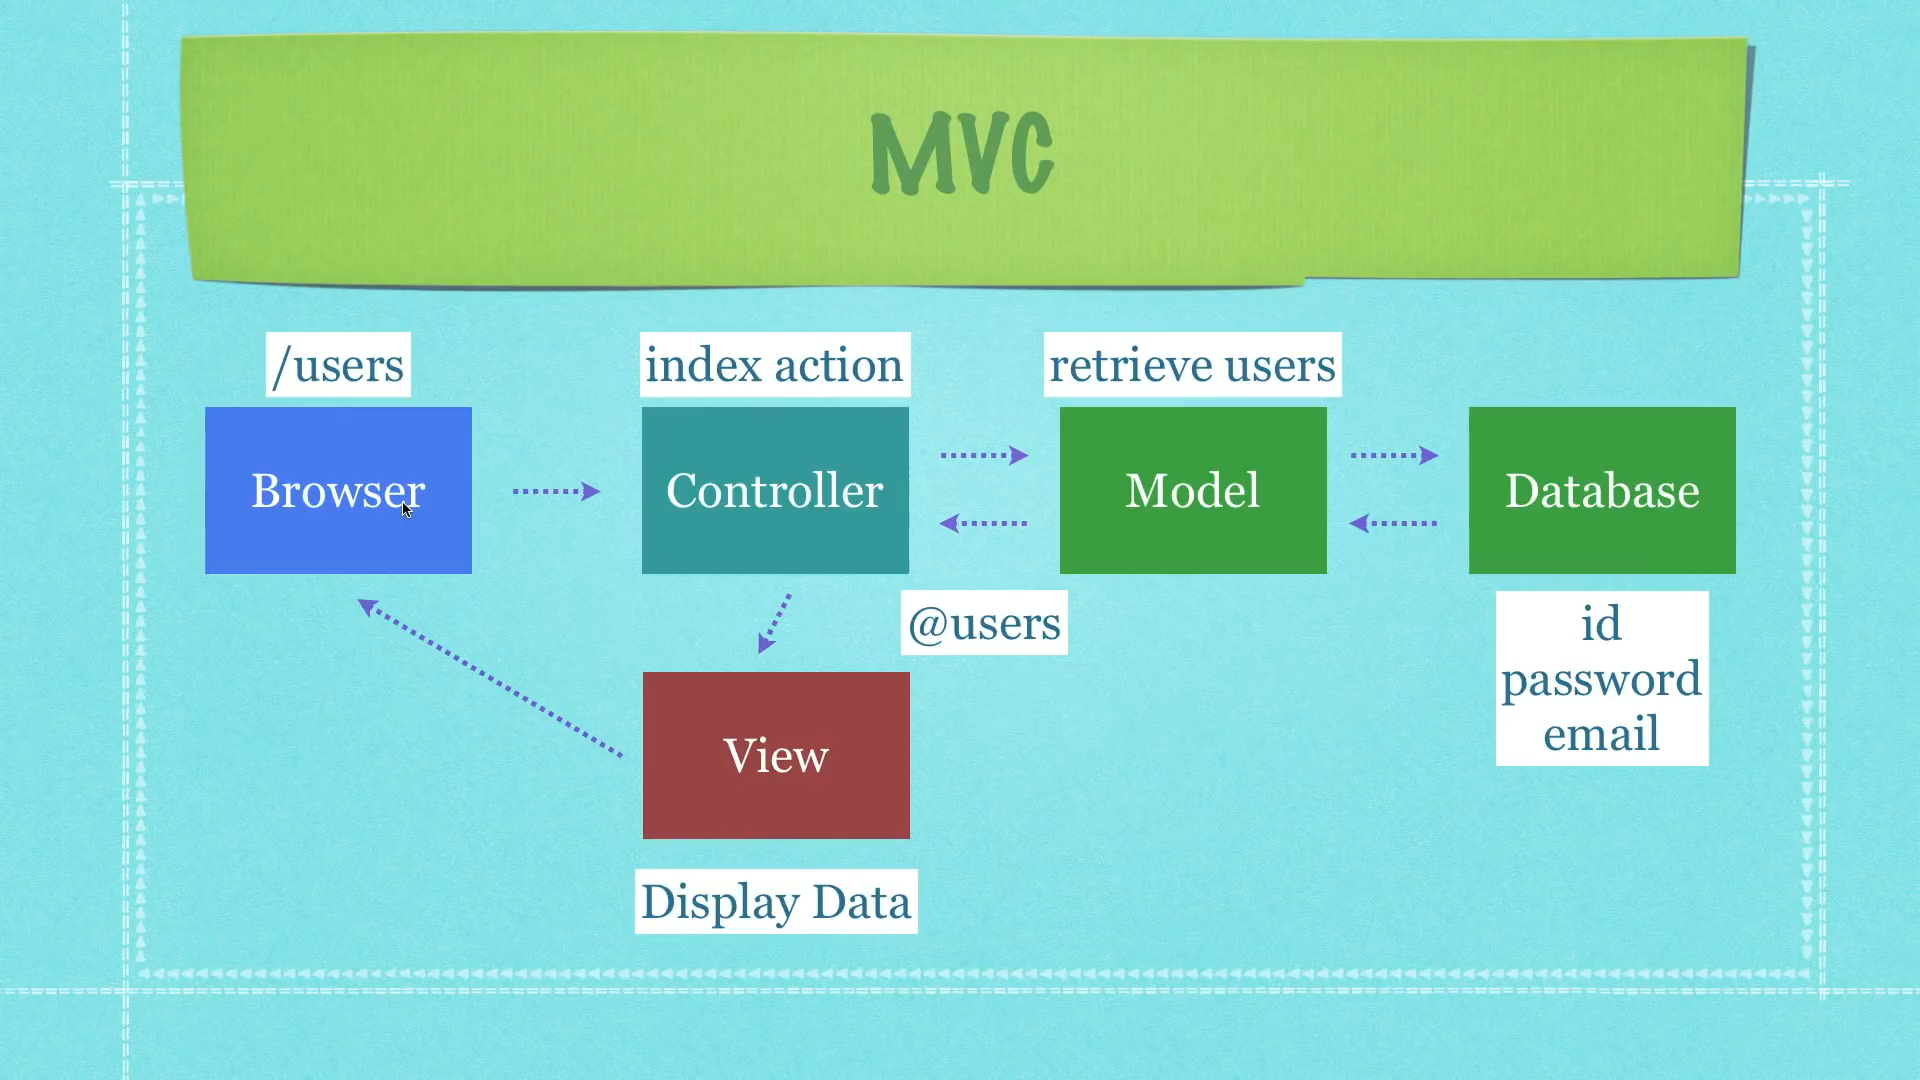 MVC
/users
index action
retrieve users
Browser
Controller
Model
Database
@users
id
password
email
View
Display Data